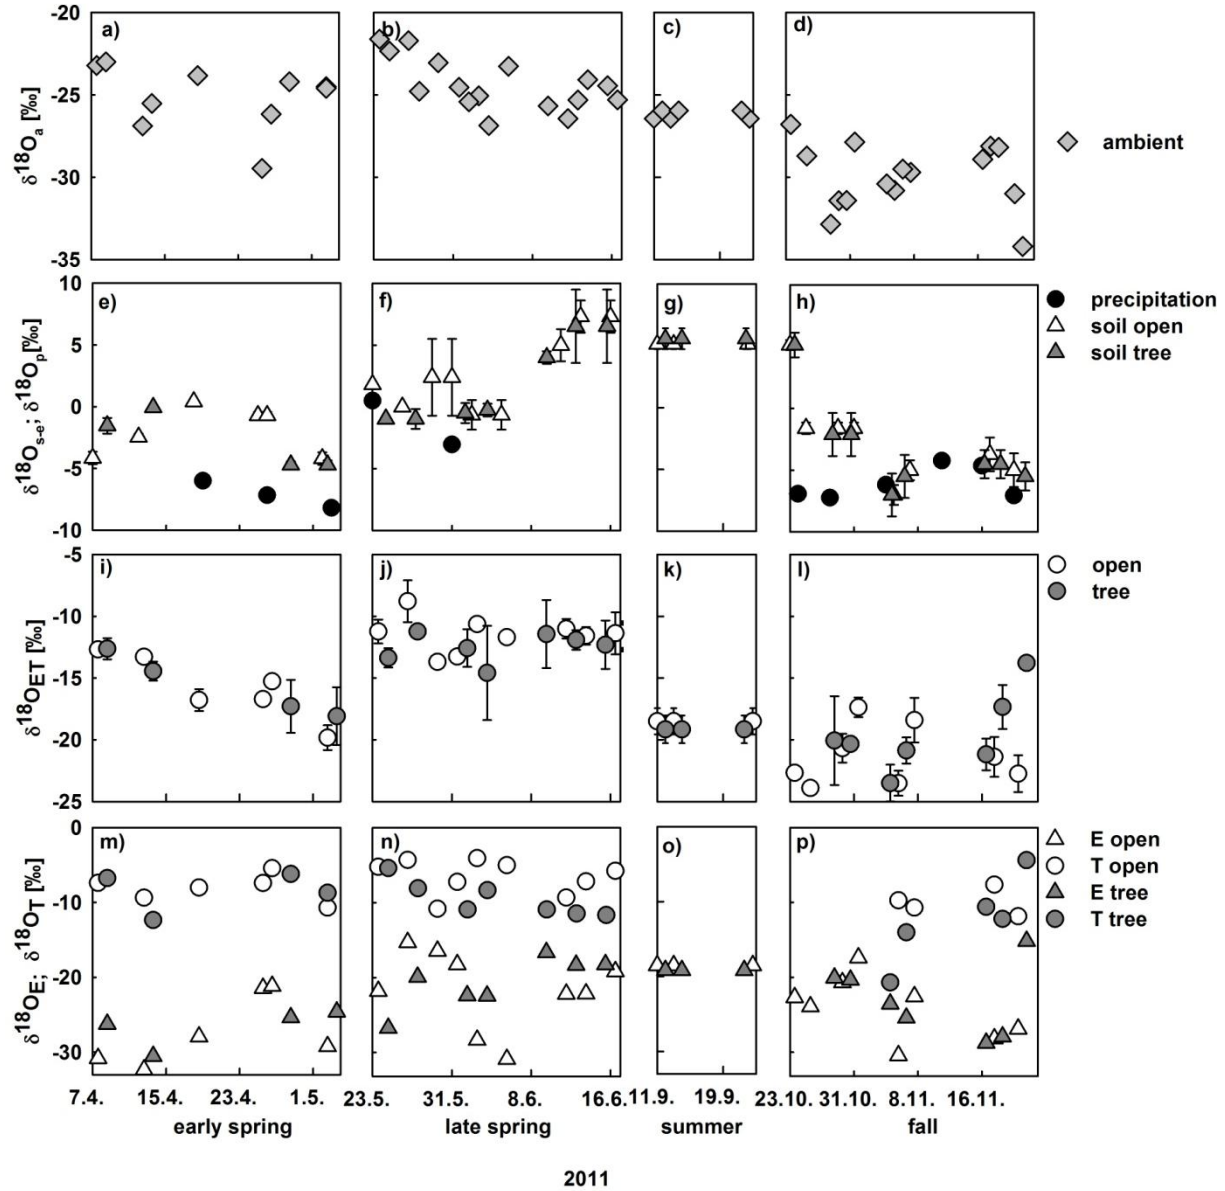 -20
-25
-30
-35
δ¹⁸Oₐ [‰]
a)
b)
c)
d)
ambient
10
5
0
-5
-10
δ¹⁸Oₛ₋ₑ; δ¹⁸Oₚ[‰]
e)
f)
g)
h)
precipitation
soil open
soil tree
-5
-10
-15
-20
-25
δ¹⁸O_ET [‰]
i)
j)
k)
l)
open
tree
0
-10
-20
-30
δ¹⁸O_E; δ¹⁸O_T [‰]
m)
n)
o)
p)
E open
T open
E tree
T tree
7.4. 15.4. 23.4. 1.5. 23.5. 31.5. 8.6. 16.6. 11.9. 19.9. 23.10. 31.10. 8.11. 16.11.
early spring late spring summer fall
2011